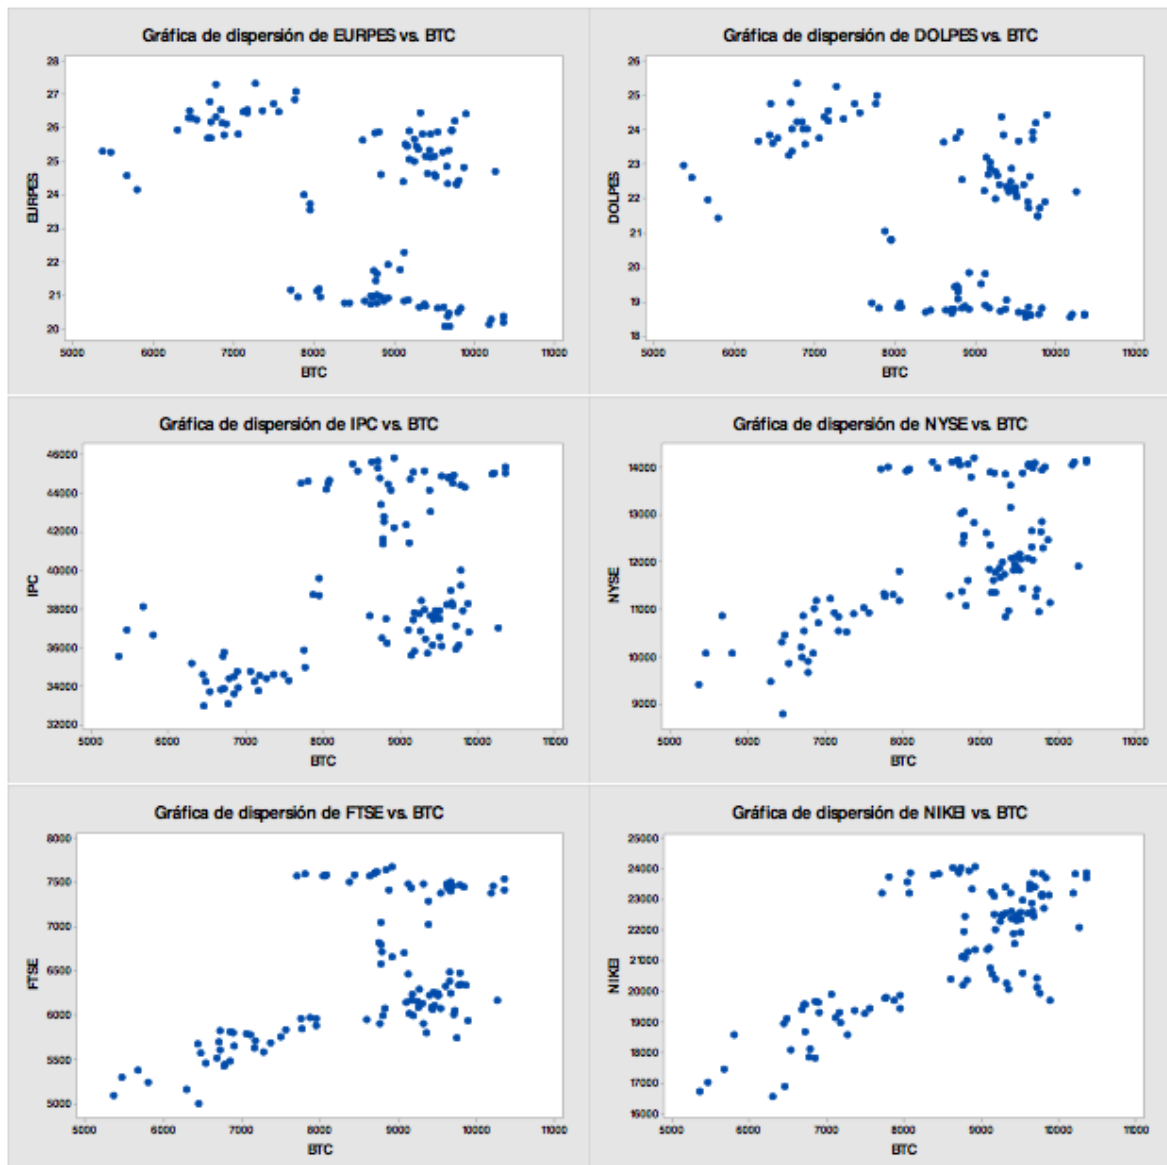 Gráfica de dispersión de EURPES vs. BTC
28
27
26
25
24
23
22
21
20
EURPES
5000 6000 7000 8000 9000 10000 11000
BTC
Gráfica de dispersión de DOLPES vs. BTC
26
25
24
23
22
21
20
19
18
DOLPES
5000 6000 7000 8000 9000 10000 11000
BTC
Gráfica de dispersión de IPC vs. BTC
46000
44000
42000
40000
38000
36000
34000
32000
IPC
5000 6000 7000 8000 9000 10000 11000
BTC
Gráfica de dispersión de NYSE vs. BTC
14000
13000
12000
11000
10000
9000
NYSE
5000 6000 7000 8000 9000 10000 11000
BTC
Gráfica de dispersión de FTSE vs. BTC
8000
7500
7000
6500
6000
5500
5000
FTSE
5000 6000 7000 8000 9000 10000 11000
BTC
Gráfica de dispersión de NIKEI vs. BTC
25000
24000
23000
22000
21000
20000
19000
18000
17000
16000
NIKEI
5000 6000 7000 8000 9000 10000 11000
BTC